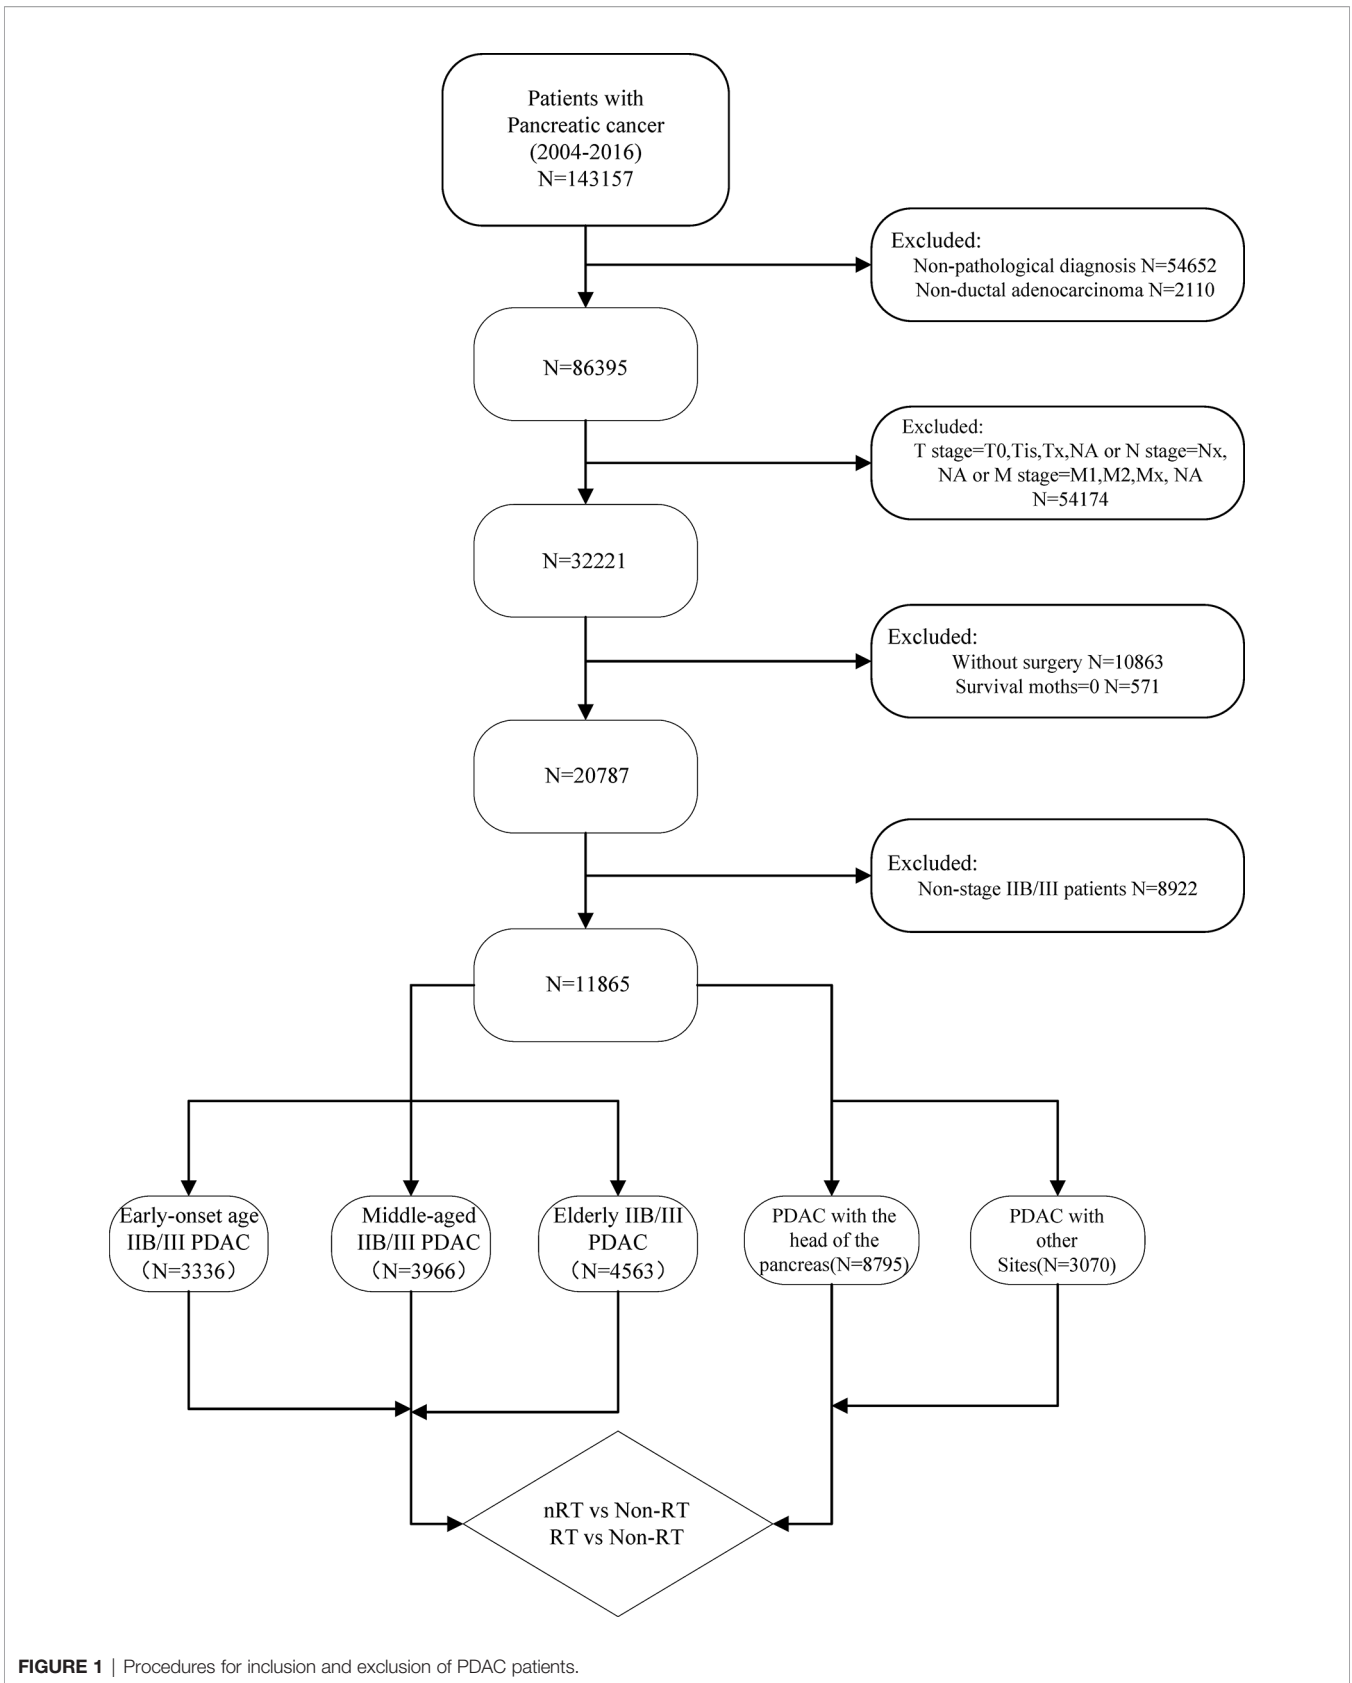 Patients with
Pancreatic cancer
(2004-2016)
N=143157
Excluded:
Non-pathological diagnosis N=54652
Non-ductal adenocarcinoma N=2110
N=86395
Excluded:
T stage=T0,Tis,Tx,NA or N stage=Nx,
NA or M stage=M1,M2,Mx, NA
N=54174
N=32221
Excluded:
Without surgery N=10863
Survival moths=0 N=571
N=20787
Excluded:
Non-stage IIB/III patients N=8922
N=11865
Early-onset age
IIB/III PDAC
（N=3336）
Middle-aged
IIB/III PDAC
（N=3966）
Elderly IIB/III
PDAC
（N=4563）
PDAC with the
head of the
pancreas(N=8795)
PDAC with
other
Sites(N=3070)
nRT vs Non-RT
RT vs Non-RT
FIGURE 1 | Procedures for inclusion and exclusion of PDAC patients.